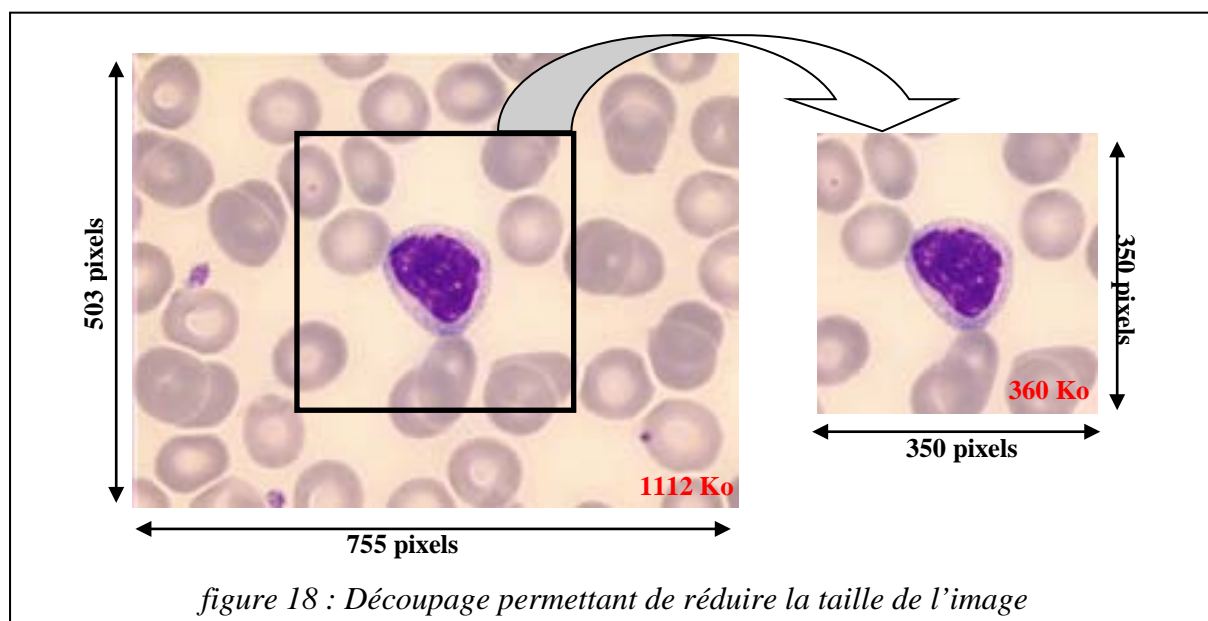 503 pixels
1112 Ko
755 pixels
350 pixels
360 Ko
350 pixels
figure 18 : Découpage permettant de réduire la taille de l’image